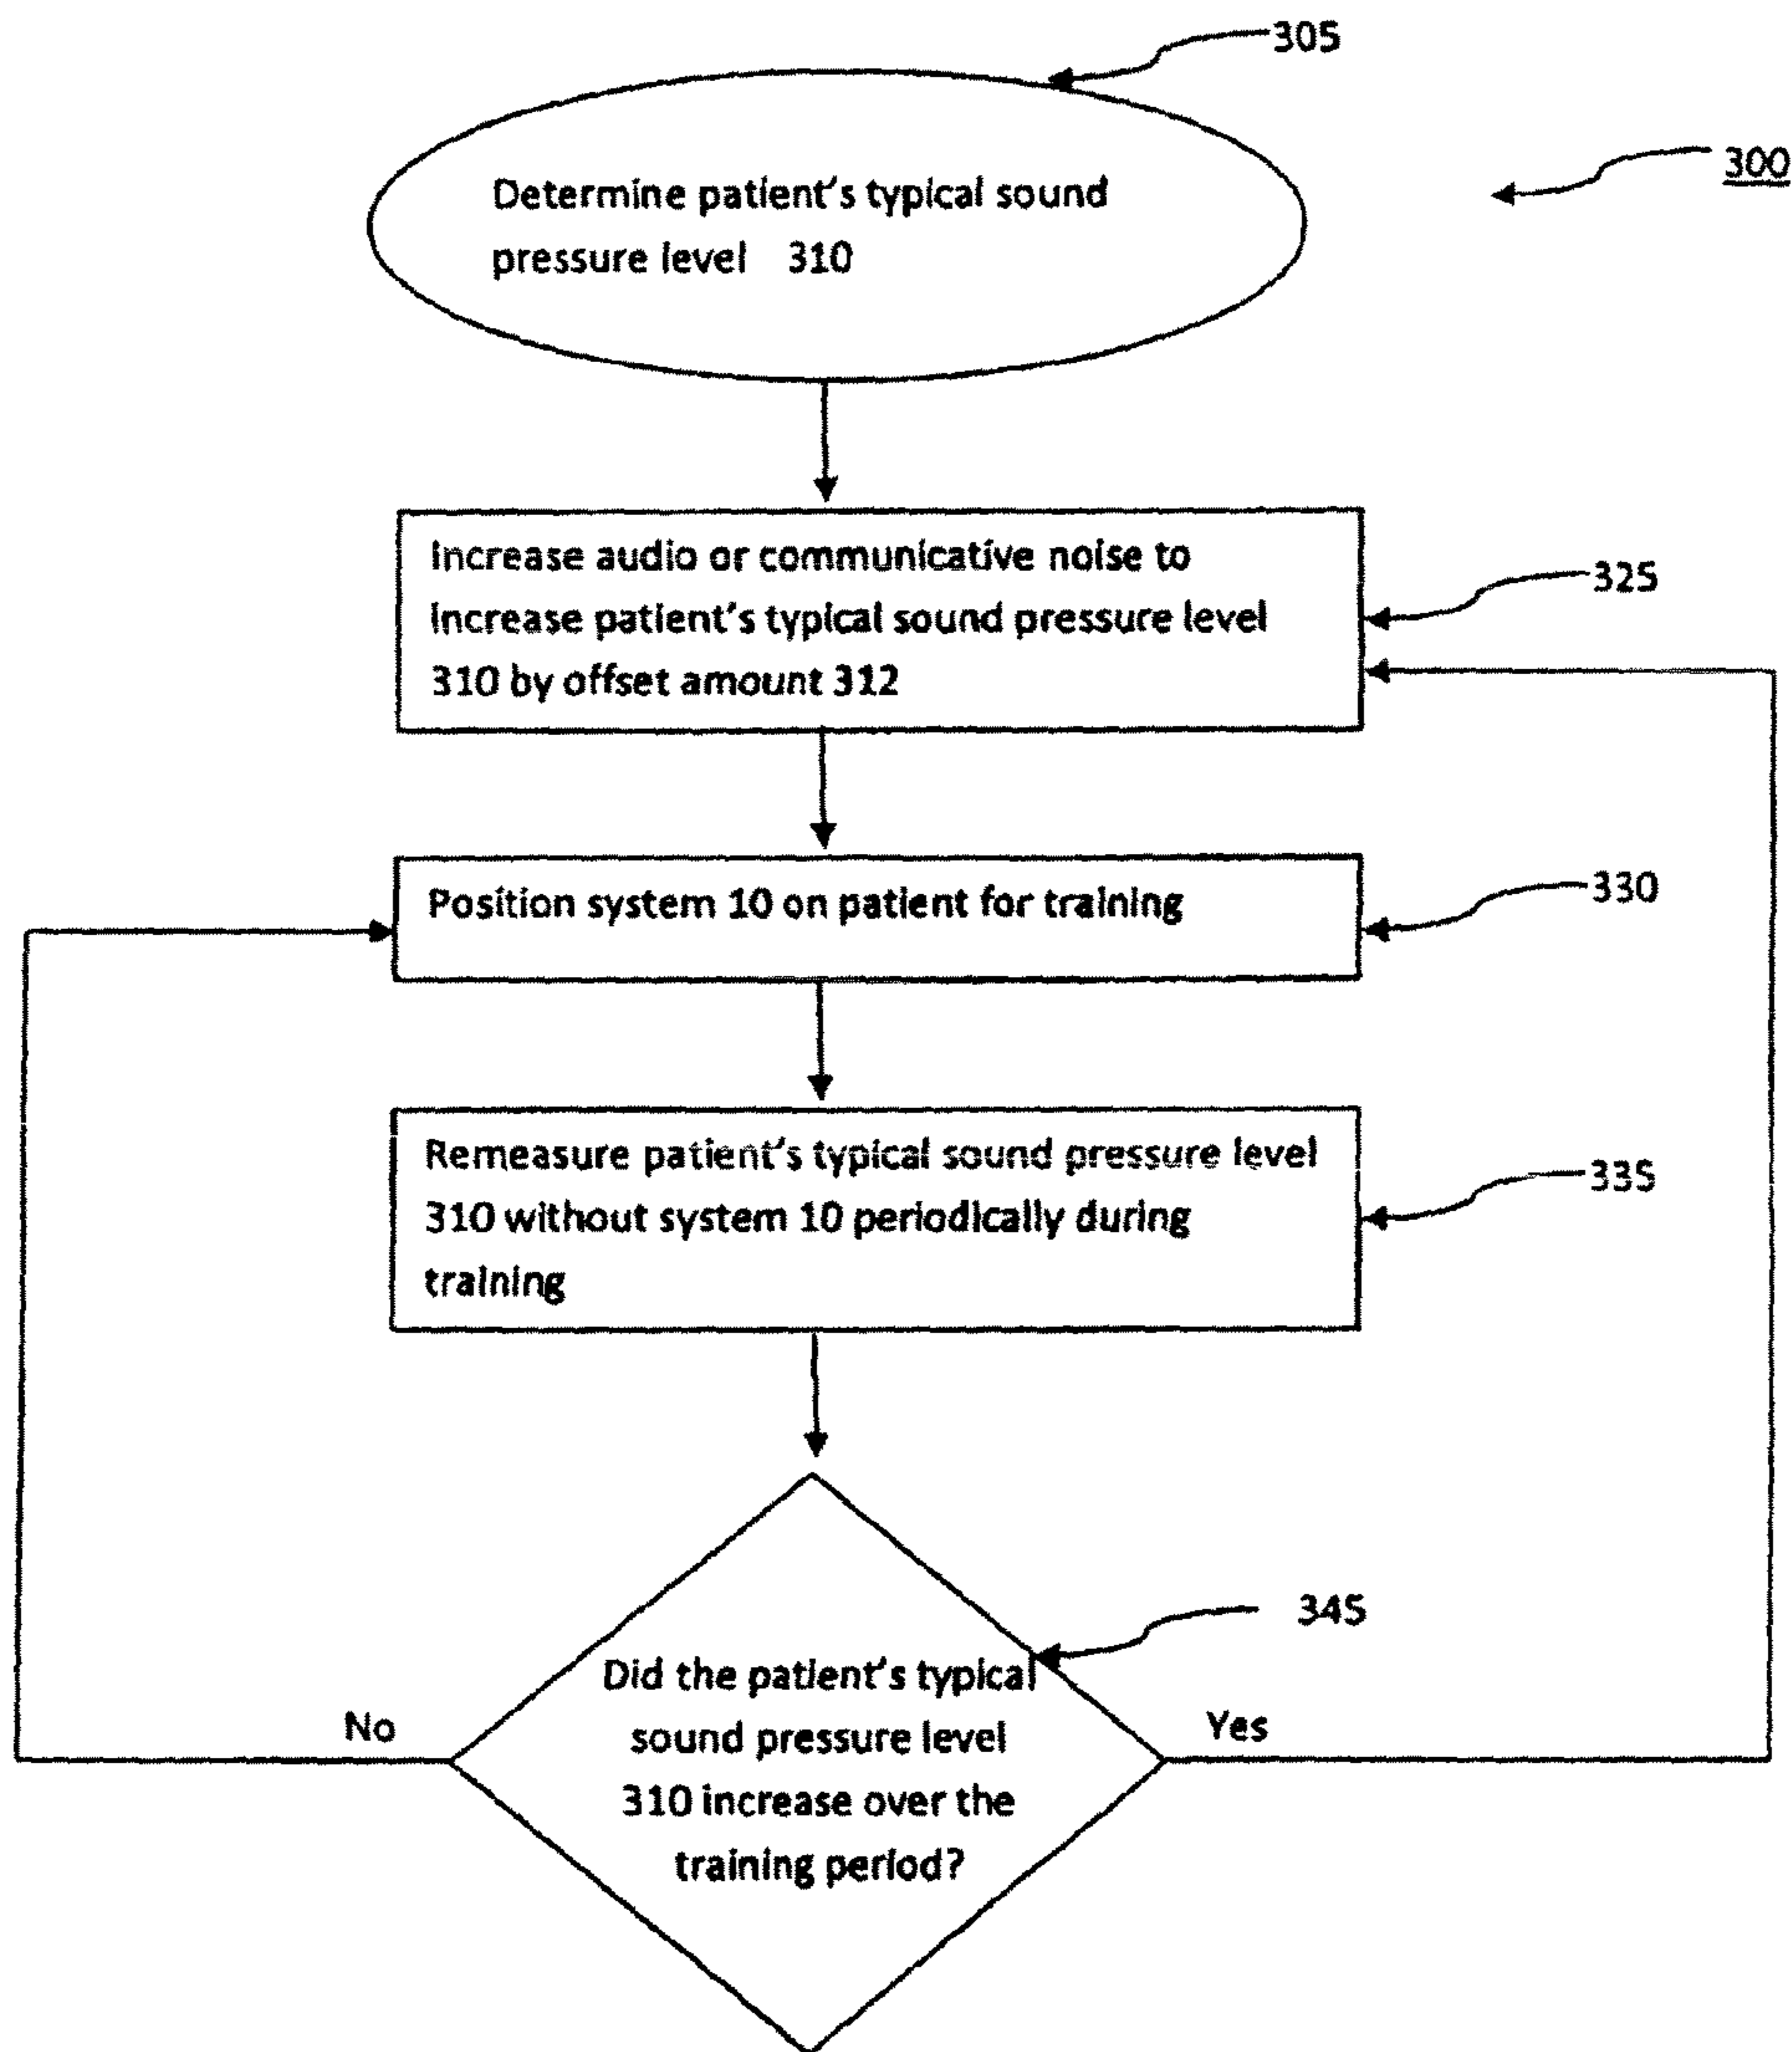 305
300
Determine patient's typical sound
pressure level 310
Increase audio or communicative noise to
increase patient's typical sound pressure level
310 by offset amount 312
325
Position system 10 on patient for training
330
Remeasure patient's typical sound pressure level
310 without system 10 periodically during
training
335
345
Did the patient's typical
sound pressure level
310 increase over the
training period?
No
Yes